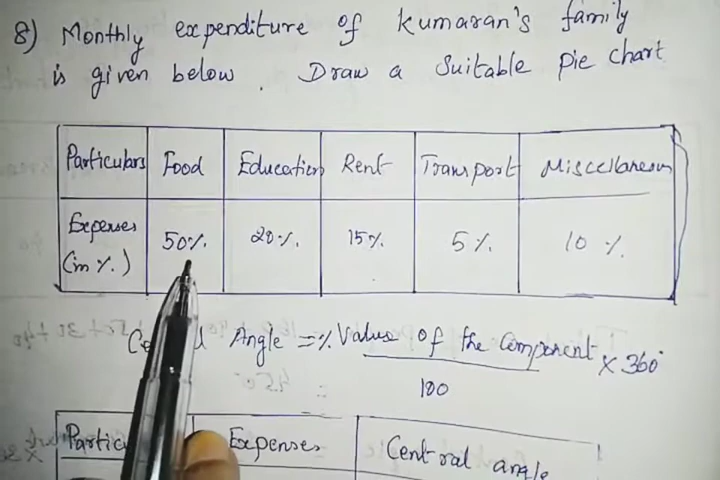 8) Monthly expenditure of Kumaran's family
is given below. Draw a suitable pie chart
Particulars Food Education Rent Transport Miscellaneous
Expenses (in %) 50% 20% 15% 5% 10 %
Angle = % Value of the component × 360°
100
Expenses Central angle